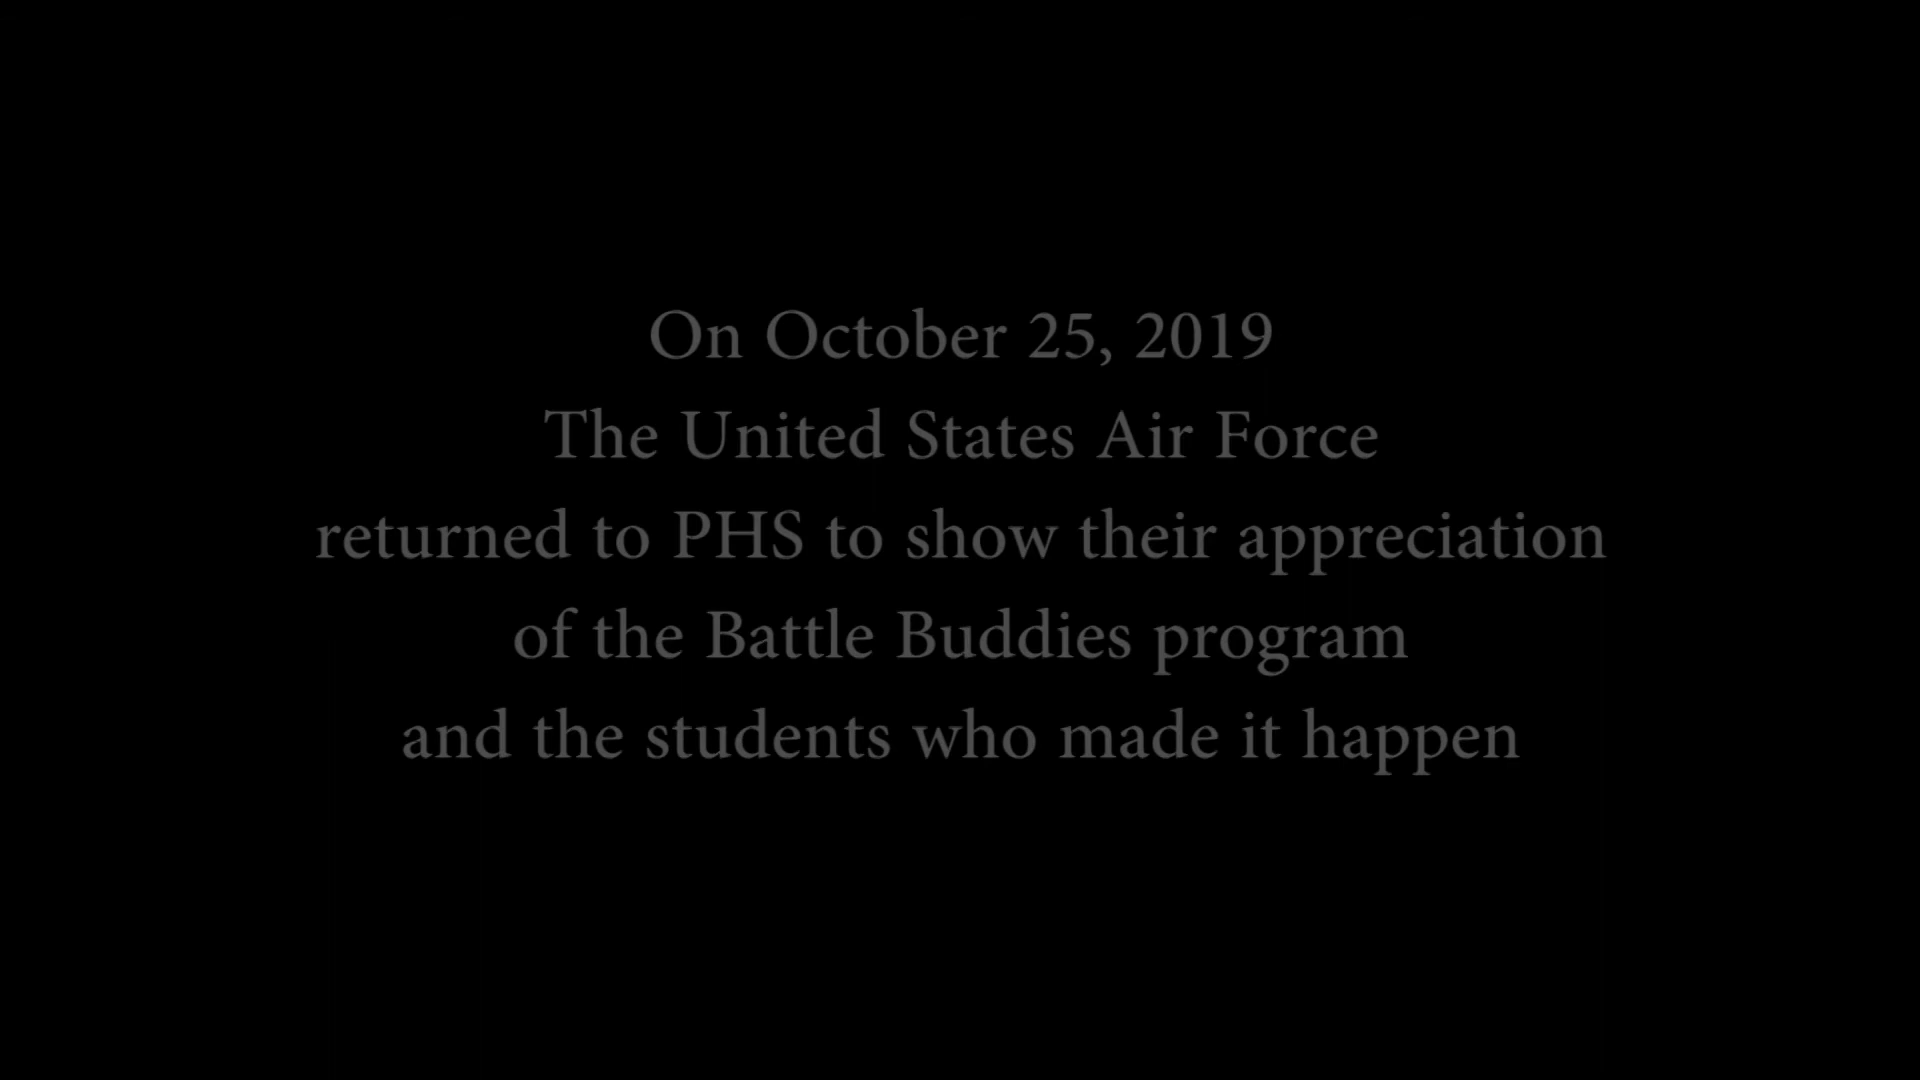 On October 25, 2019
The United States Air Force
returned to PHS to show their appreciation
of the Battle Buddies program
and the students who made it happen